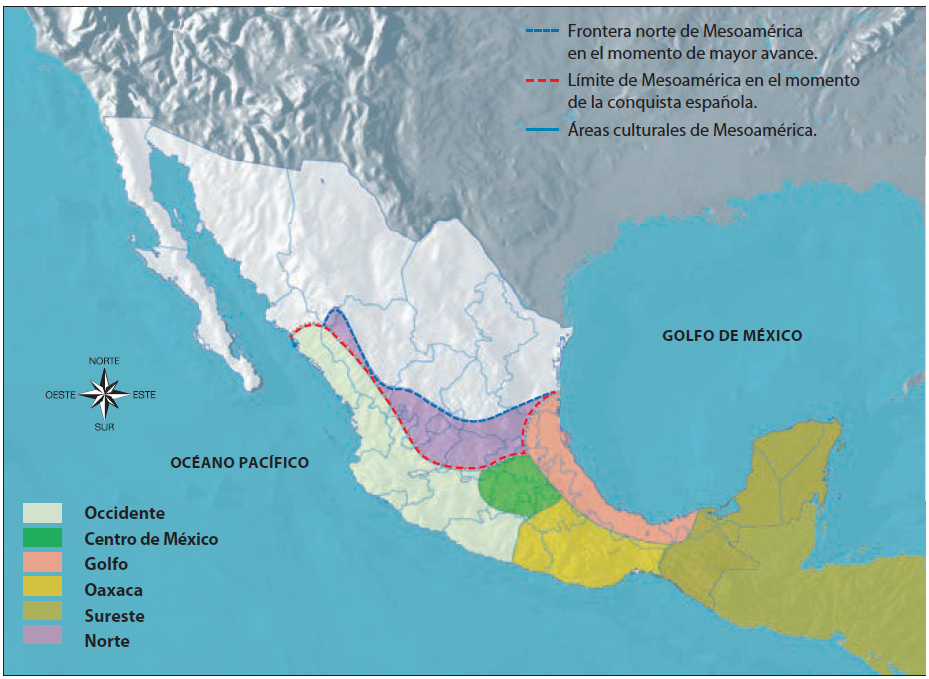 Frontera norte de Mesoamérica
en el momento de mayor avance.
Límite de Mesoamérica en el momento
de la conquista española.
Áreas culturales de Mesoamérica.
GOLFO DE MÉXICO
NORTE
OESTE
ESTE
SUR
OCÉANO PACÍFICO
Occidente
Centro de México
Golfo
Oaxaca
Sureste
Norte